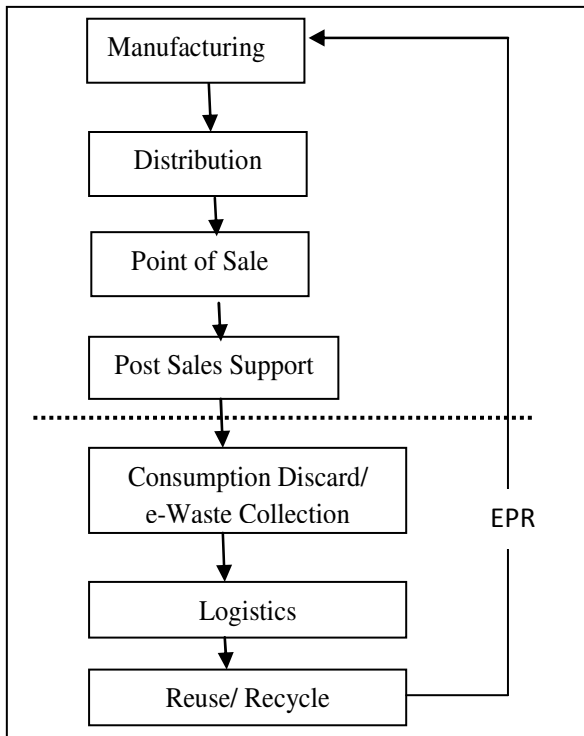 Manufacturing
Distribution
Point of Sale
Post Sales Support
Consumption Discard/
e-Waste Collection
EPR
Logistics
Reuse/ Recycle